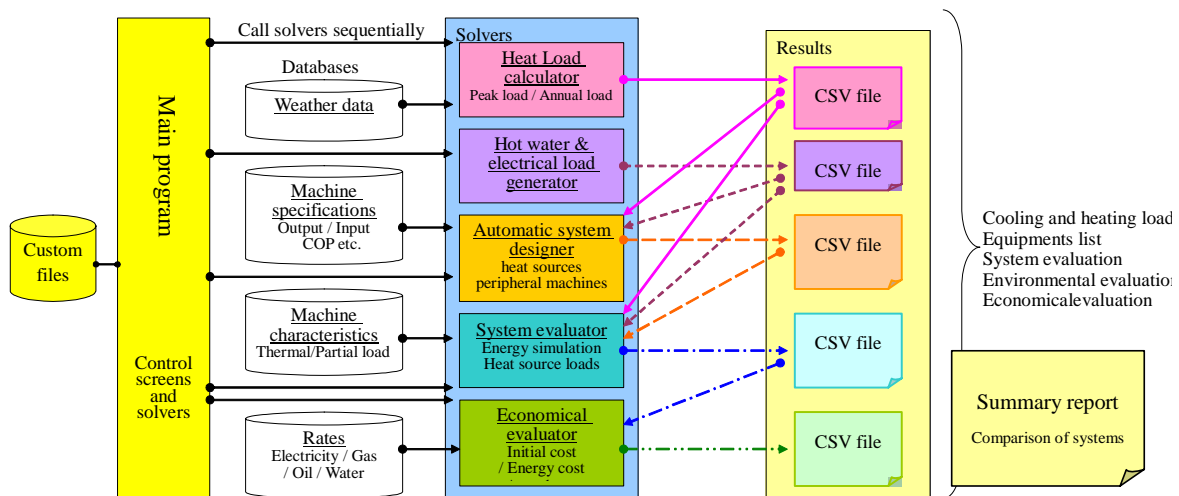 Call solvers sequentially
Solvers
Results
Main program
Control
screens
and
solvers
Custom
files
Databases
Weather data
Machine
specifications
Output / Input
COP etc.
Machine
characteristics
Thermal/Partial load
Rates
Electricity / Gas
/ Oil / Water
Heat Load
calculator
Peak load / Annual load
Hot water &
electrical load
generator
Automatic system
designer
heat sources
peripheral machines
System evaluator
Energy simulation
Heat source loads
Economical
evaluator
Initial cost
/ Energy cost
CSV file
CSV file
CSV file
CSV file
CSV file
Cooling and heating load
Equipments list
System evaluation
Environmental evaluation
Economicalevaluation
Summary report
Comparison of systems